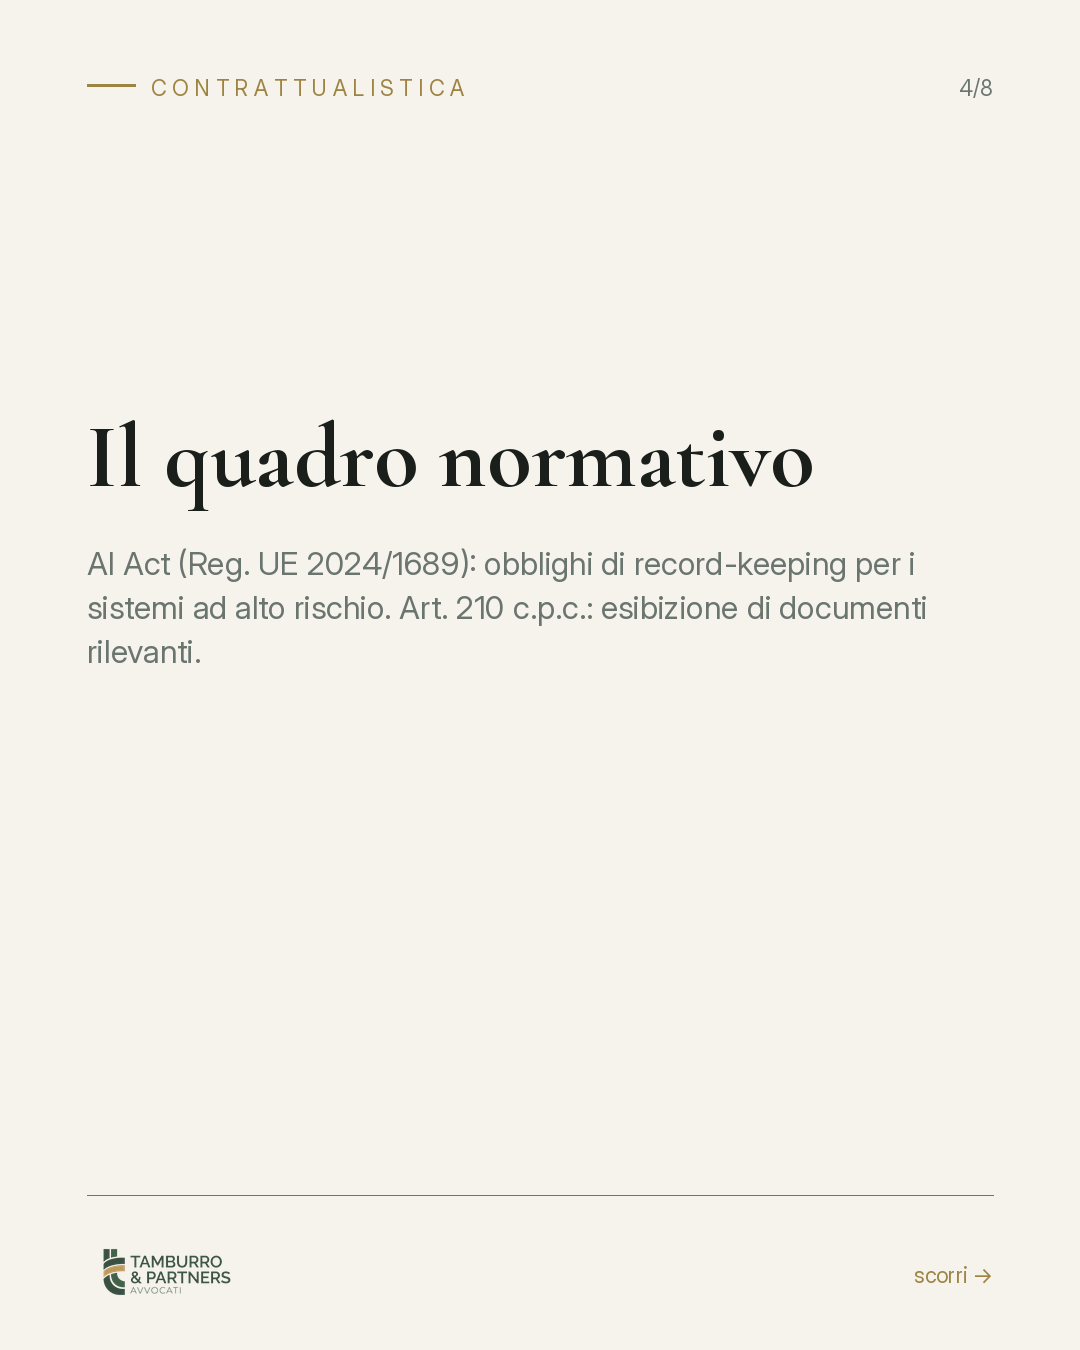 CONTRATTUALISTICA
4/8
Il quadro normativo
AI Act (Reg. UE 2024/1689): obblighi di record-keeping per i
sistemi ad alto rischio. Art. 210 c.p.c.: esibizione di documenti
rilevanti.
TAMBURRO
& PARTNERS
AVVOCATI
scorri →